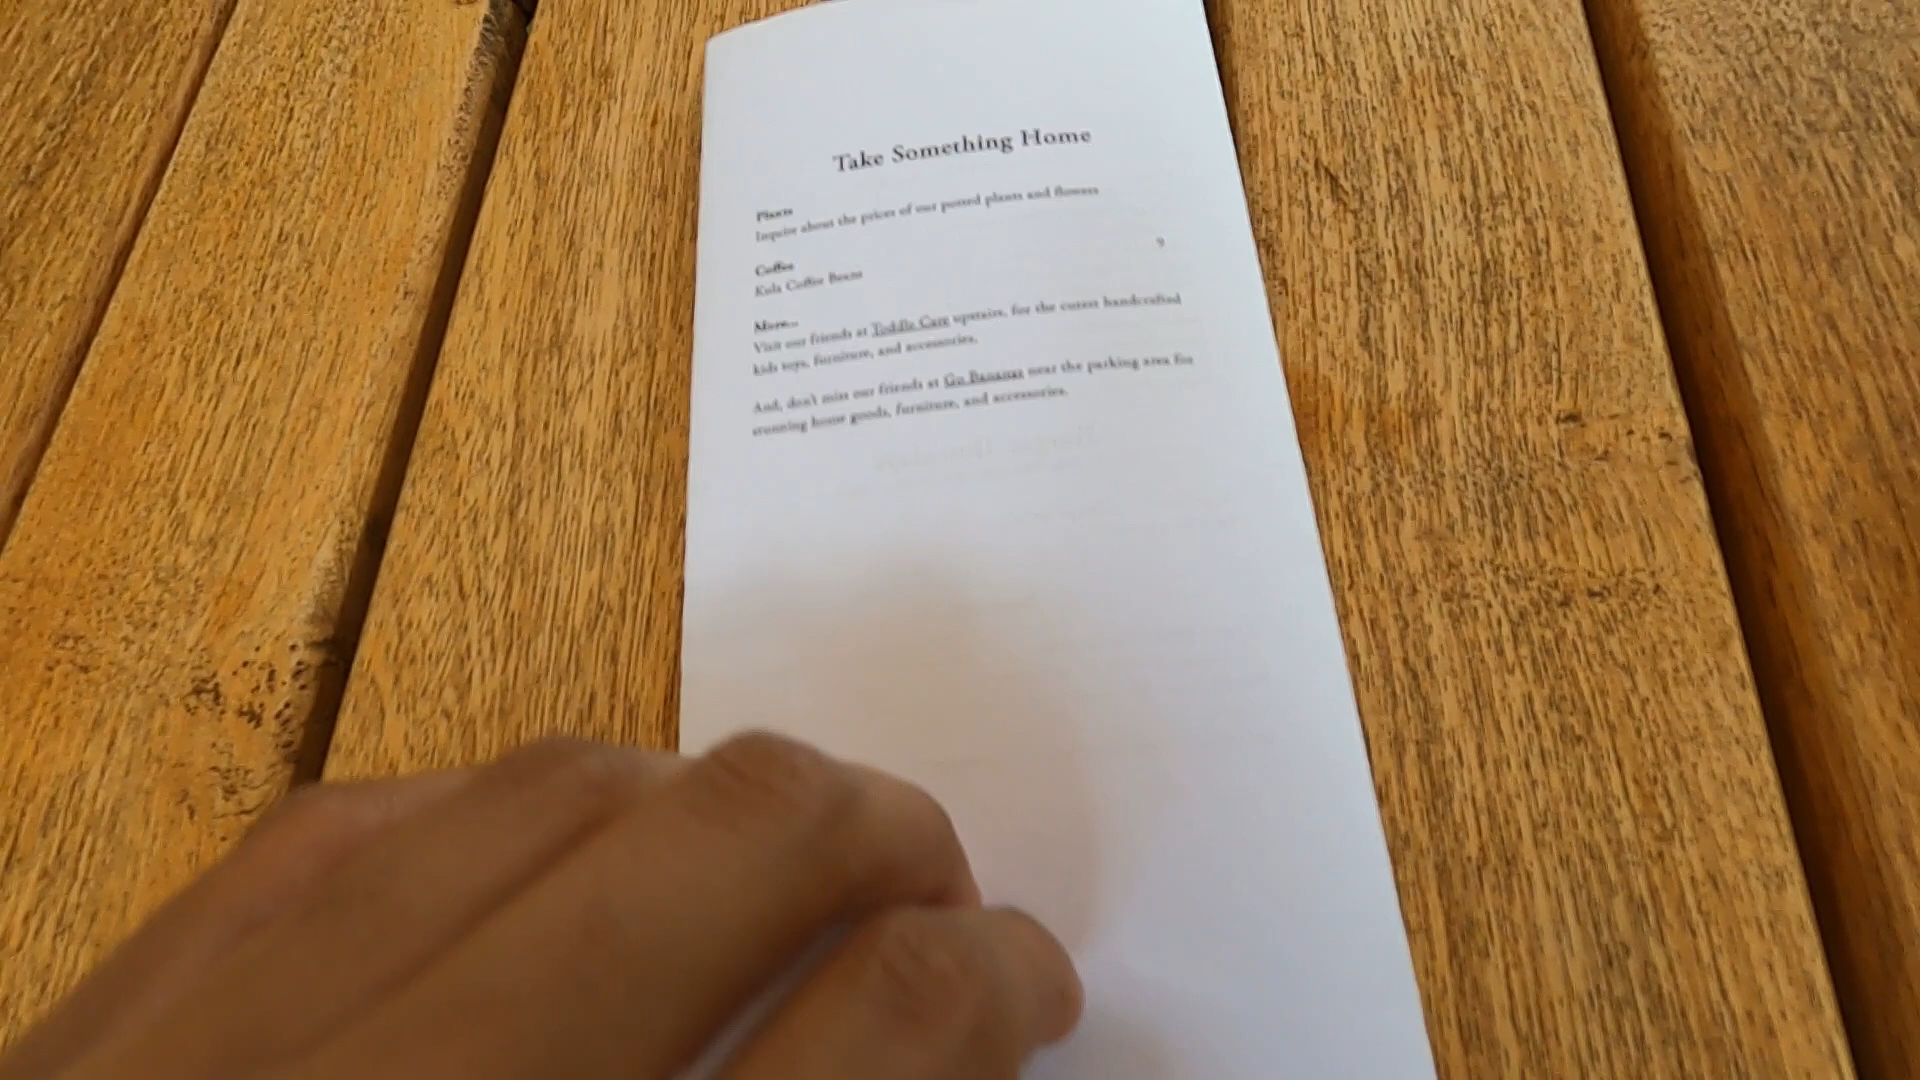 Take Something Home
Plants
Inquire about the prices of our potted plants and flowers
9
Coffee
Kula Coffee Beans
More...
Visit our friends at Toddle Care upstairs, for the cutest handcrafted
kids toys, furniture, and accessories.
And, don't miss our friends at Go Bananas near the parking area for
stunning home goods, furniture, and accessories.